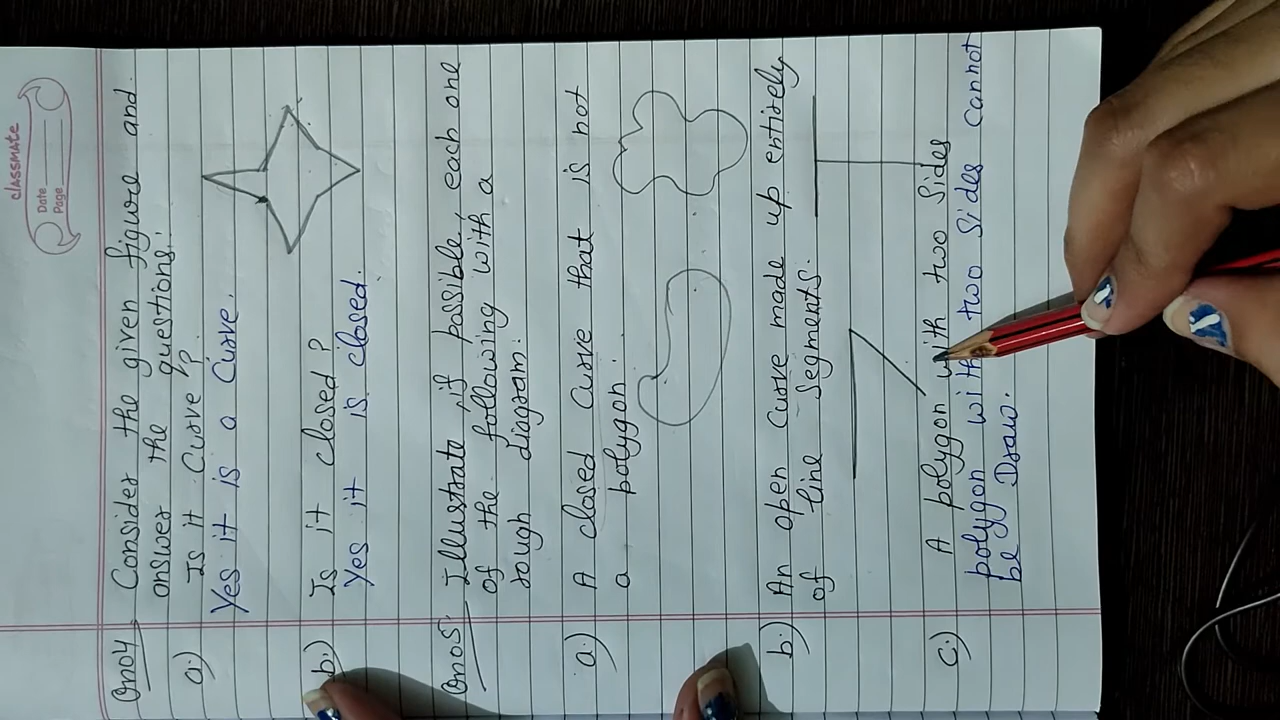 classmate
Date
Page
Qno4 Consider the given figure and
answer the questions:
a.) Is it Curve?
Yes it is a Curve.
b.) Is it closed?
Yes it is closed.
Qno5. Illustrate, if possible, each one
of the following with a
rough diagram:
a.) A closed Curve that is not
a polygon.
b.) An open Curve made up entirely
of line Segments.
c.) A polygon with two Sides
polygon with two sides cannot
be Draw.